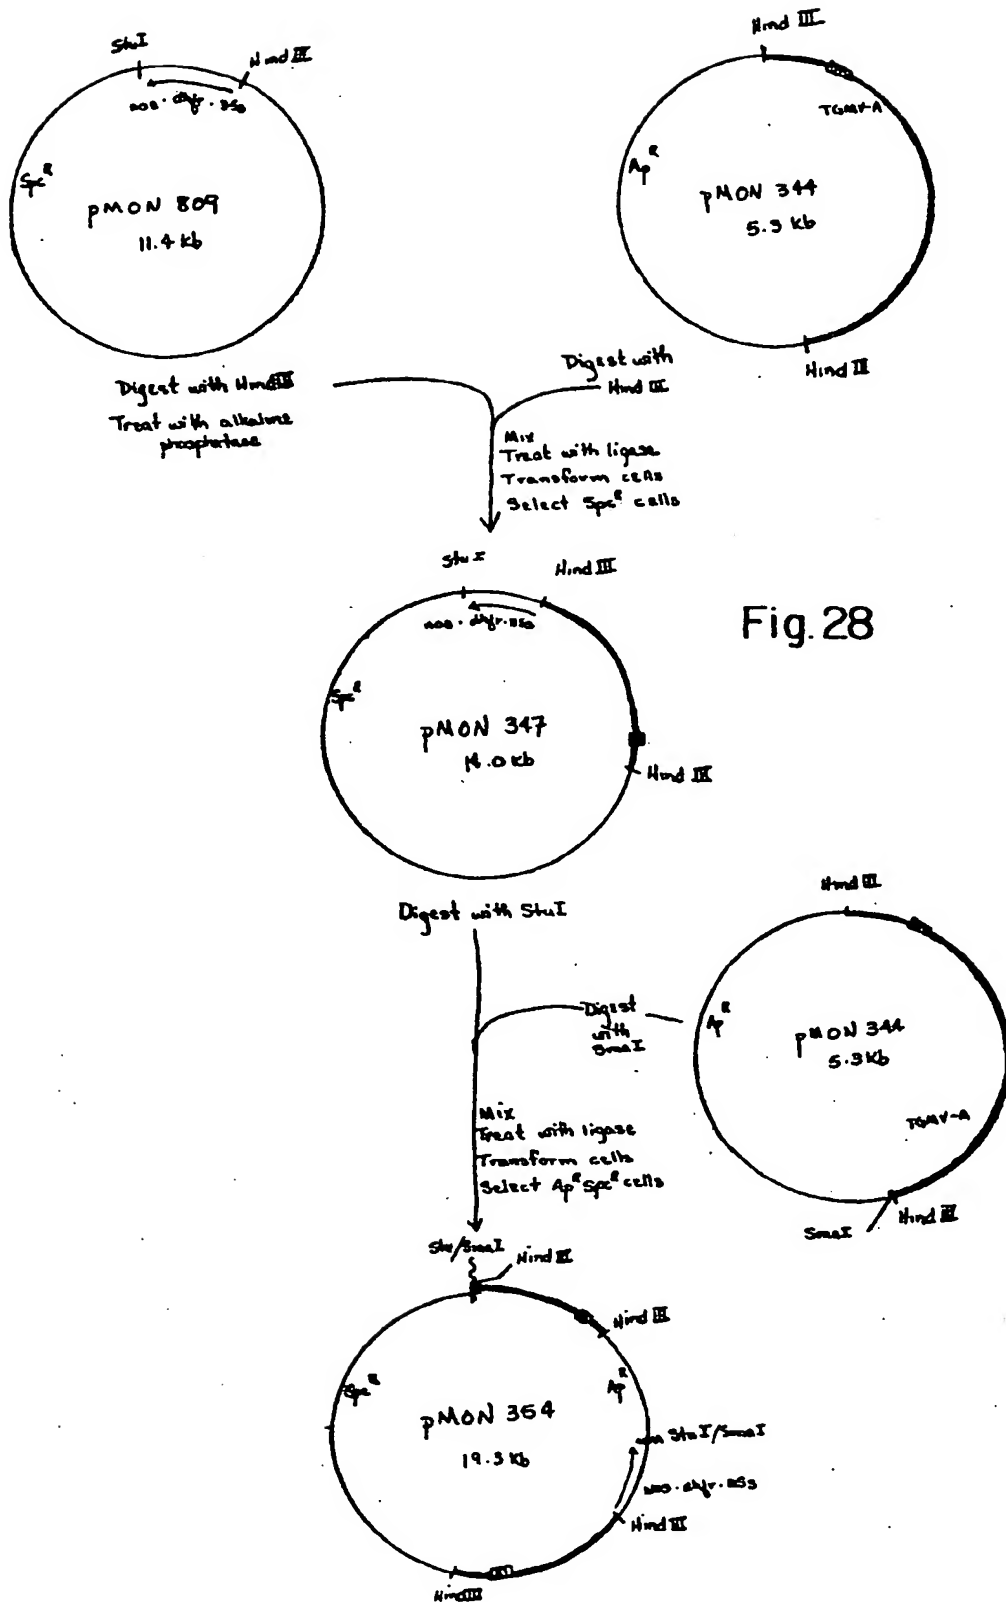 StuI
Hind III
nos·dhfr·35s
Spc^R
pMON 809
11.4 kb
Hind III
TGMV-A
Ap^R
pMON 344
5.3 kb
Hind III
Digest with Hind III
Treat with alkaline
phosphatase
Digest with
Hind III
Mix
Treat with ligase
Transform cells
Select Spc^R cells
Stu I
Hind III
nos·dhfr·35s
Spc^R
pMON 347
14.0 kb
Hind III
Fig. 28
Digest with StuI
Hind III
Ap^R
pMON 344
5.3 kb
TGMV-A
SmaI
Hind III
Digest
with
SmaI
Mix
Treat with ligase
Transform cells
Select Ap^R Spc^R cells
Stu/SmaI
Hind III
Hind III
Spc^R
Ap^R
pMON 354
19.3 kb
StuI/SmaI
nos·dhfr·35s
Hind III
Hind III